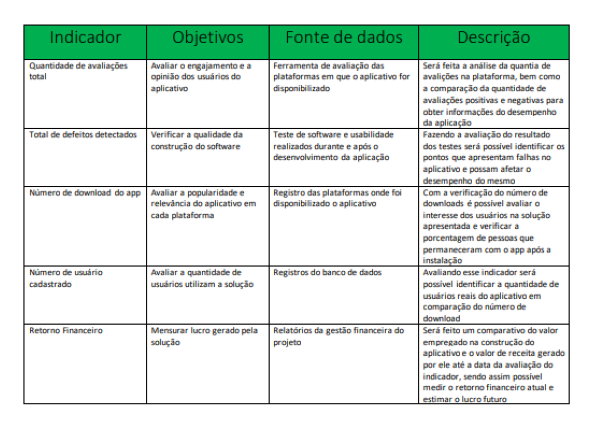 Indicador Objetivos Fonte de dados Descrição
Quantidade de avaliações
total
Avaliar o engajamento e a
opinião dos usuários do
aplicativo
Ferramenta de avaliação das
plataformas em que o aplicativo for
disponibilizado
Será feita a análise da quantia de
avalições na plataforma, bem como
a comparação da quantidade de
avaliações positivas e negativas para
obter informações do desempenho
da aplicação
Total de defeitos detectados
Verificar a qualidade da
construção do software
Teste de software e usabilidade
realizados durante e após o
desenvolvimento da aplicação
Fazendo a avaliação do resultado
dos testes será possível identificar os
pontos que apresentam falhas no
aplicativo e possam afetar o
desempenho do mesmo
Número de download do app
Avaliar a popularidade e
relevância do aplicativo em
cada plataforma
Registro das plataformas onde foi
disponibilizado o aplicativo
Com a verificação do número de
downloads é possível avaliar o
interesse dos usuários na solução
apresentada e verificar a
porcentagem de pessoas que
permaneceram com o app após a
instalação
Número de usuário
cadastrado
Avaliar a quantidade de
usuários utilizam a solução
Registros do banco de dados
Avaliando esse indicador será
possível identificar a quantidade de
usuários reais do aplicativo em
comparação do número de
download
Retorno Financeiro
Mensurar lucro gerado pela
solução
Relatórios da gestão financeira do
projeto
Será feito um comparativo do valor
empregado na construção do
aplicativo e o valor de receita gerado
por ele até a data da avaliação do
indicador, sendo assim possível
medir o retorno financeiro atual e
estimar o lucro futuro